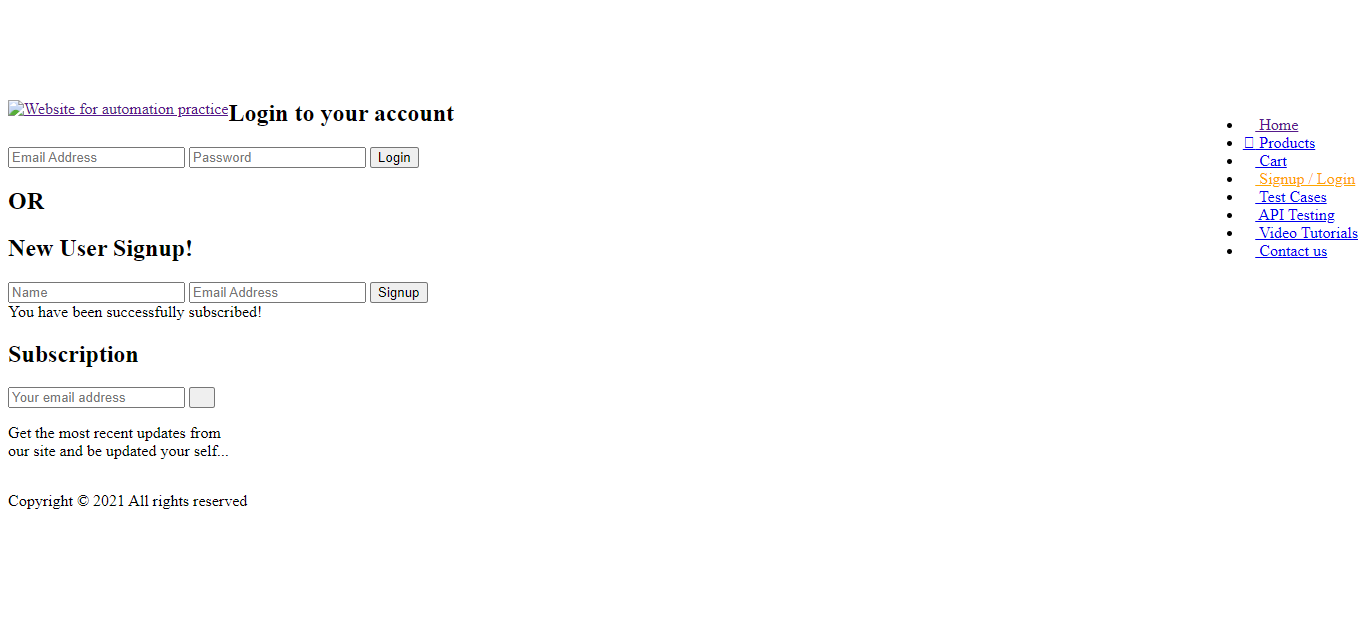 Website for automation practice
Login to your account
Home
Products
Cart
Signup / Login
Test Cases
API Testing
Video Tutorials
Contact us
Email Address Password Login
OR
New User Signup!
Name Email Address Signup
You have been successfully subscribed!
Subscription
Your email address
Get the most recent updates from
our site and be updated your self...
Copyright © 2021 All rights reserved